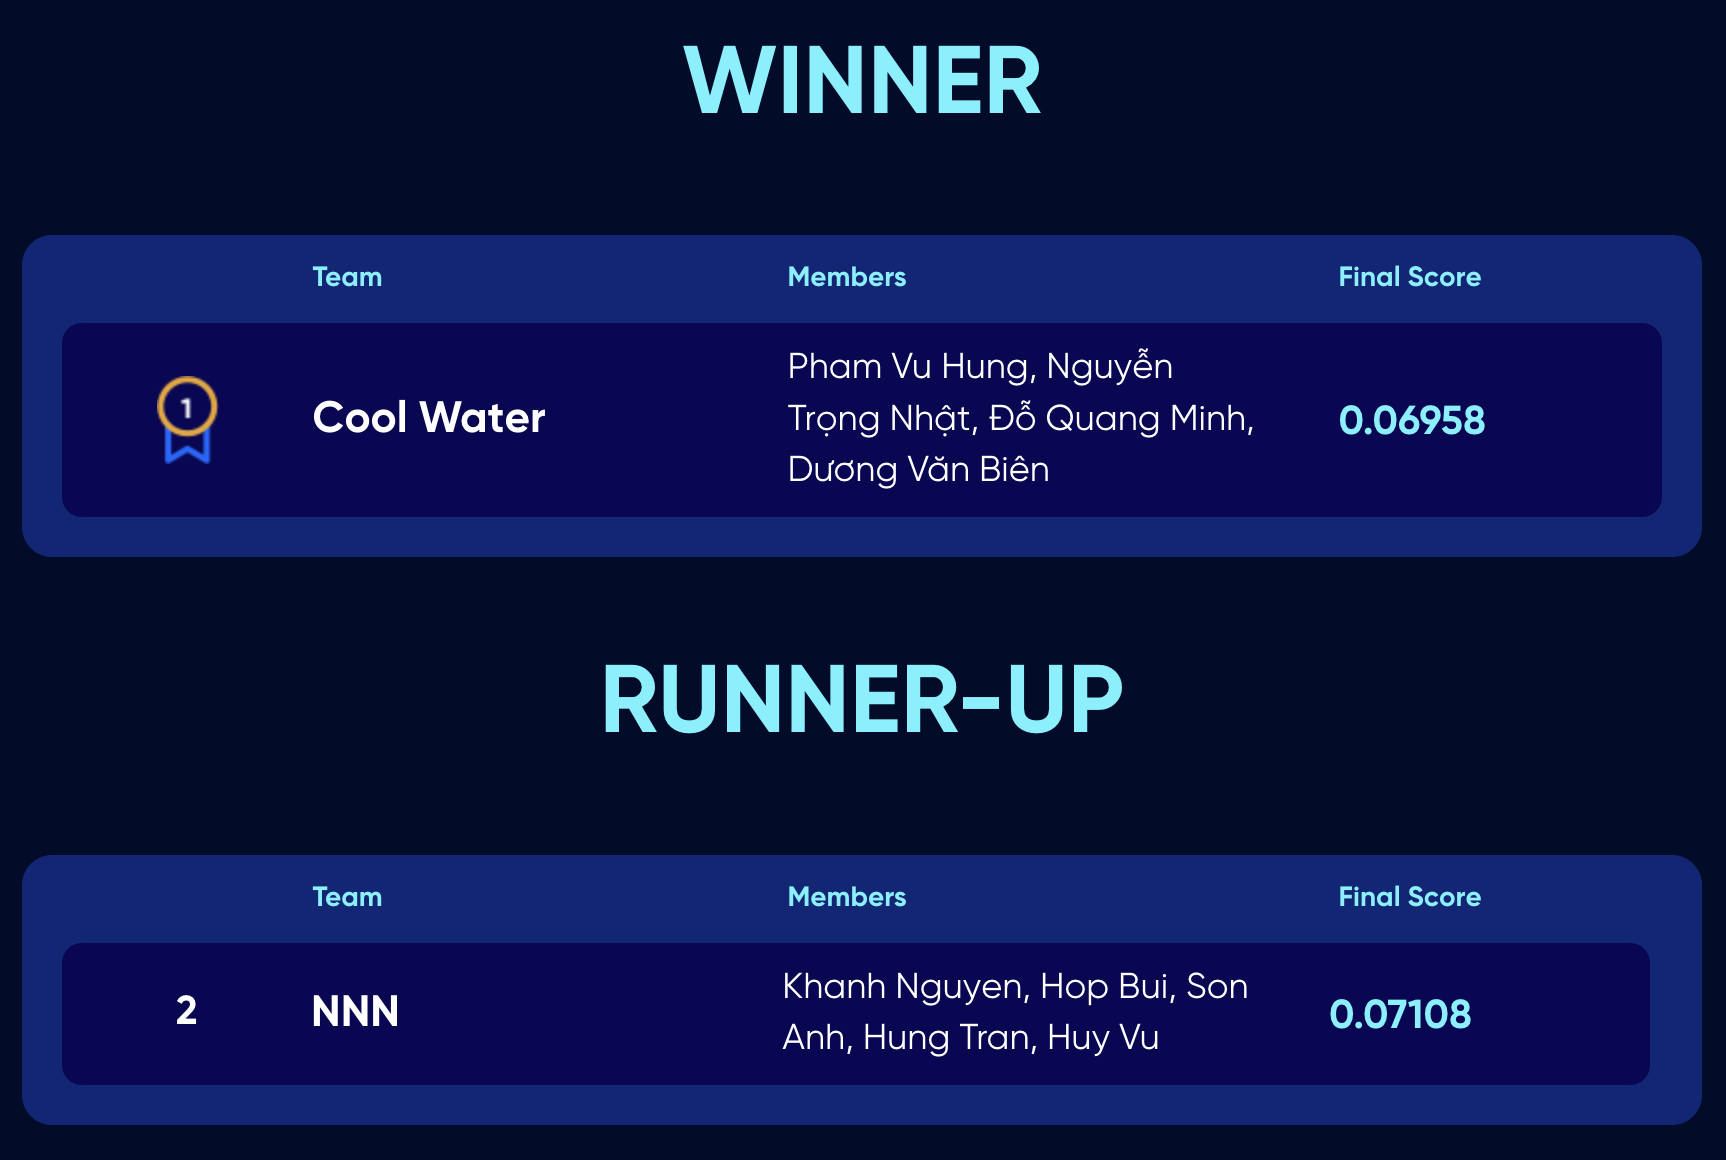 WINNER
Team Members Final Score
Pham Vu Hung, Nguyễn
1 Cool Water Trọng Nhật, Đỗ Quang Minh, 0.06958
Dương Văn Biên
RUNNER-UP
Team Members Final Score
2 NNN Khanh Nguyen, Hop Bui, Son 0.07108
Anh, Hung Tran, Huy Vu